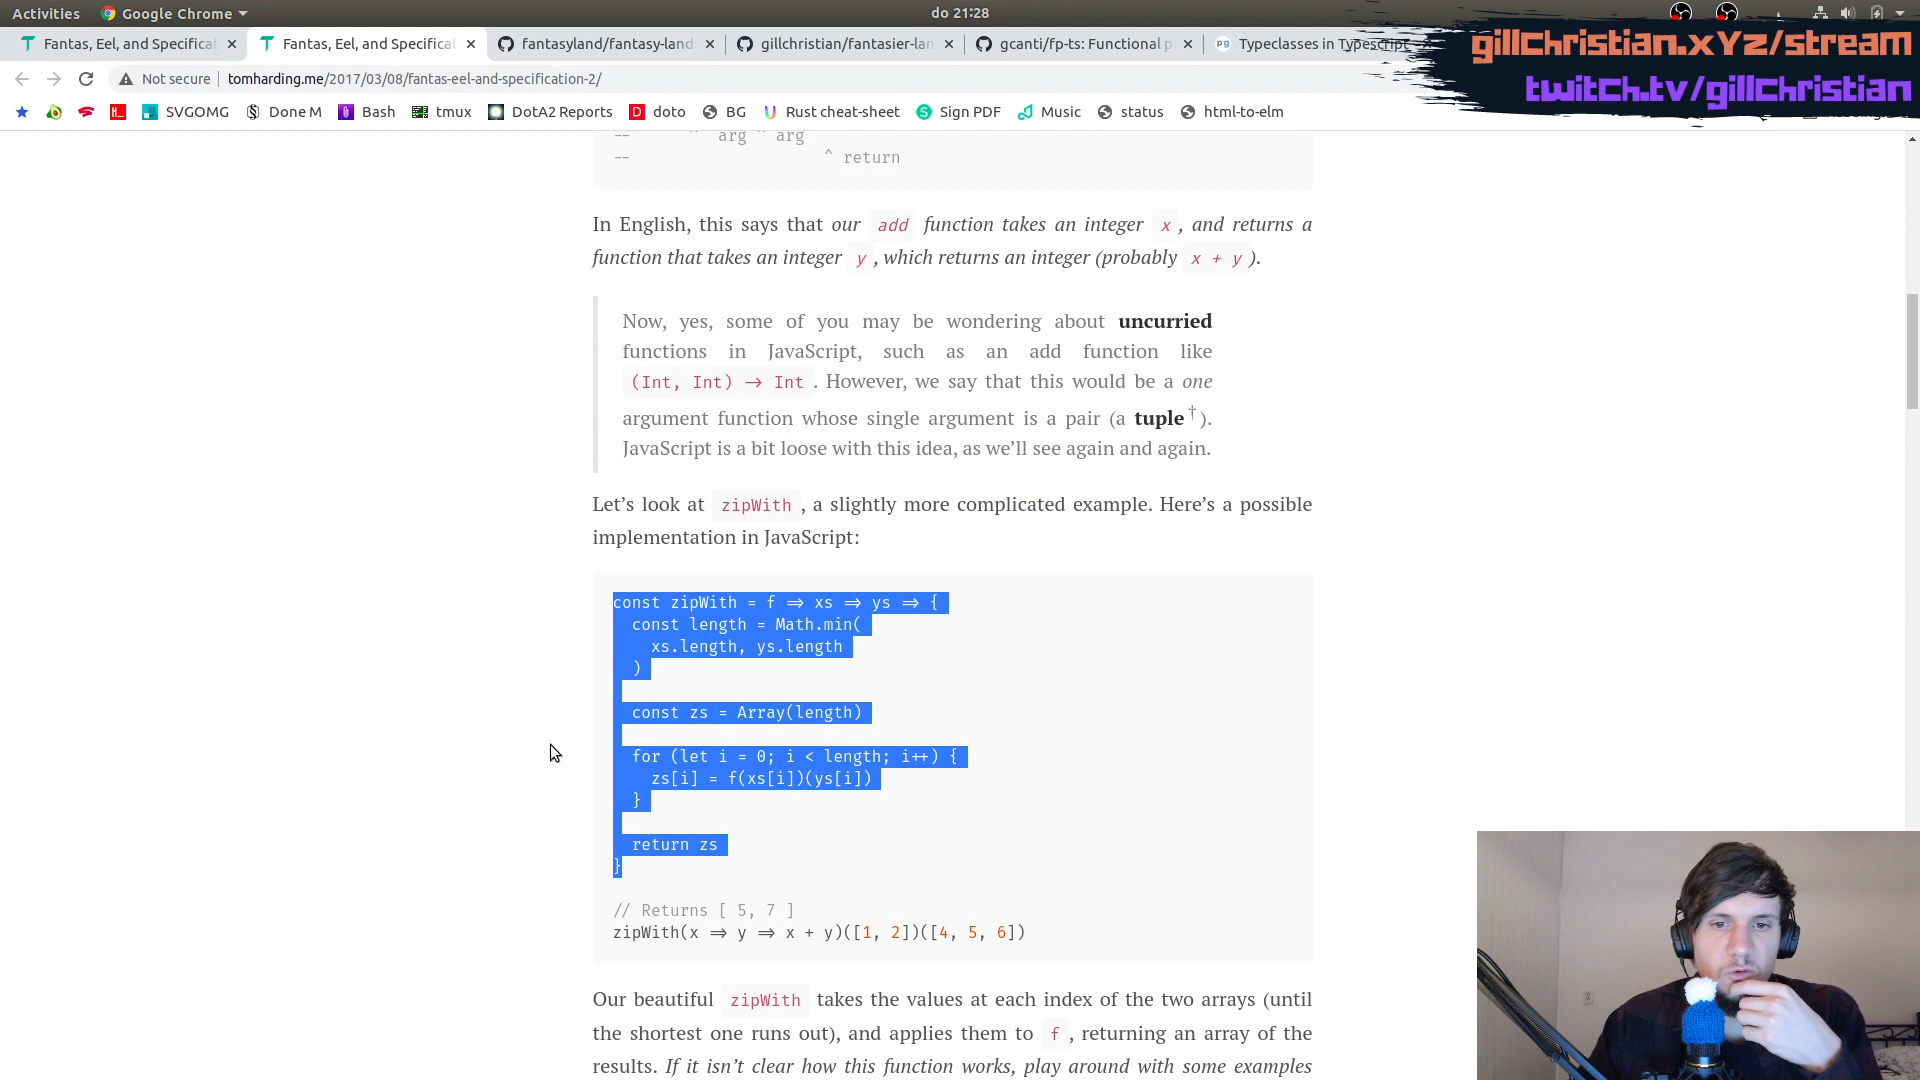 Activities
Google Chrome
do 21:28
Fantas, Eel, and Specificat
Fantas, Eel, and Specificat
fantasyland/fantasy-land
gillchristian/fantasier-lan
gcanti/fp-ts: Functional p
Typeclasses in TypeScript
gillchristian.xYz/stream
twitch.tv/gillchristian
Not secure
tomharding.me/2017/03/08/fantas-eel-and-specification-2/
SVGOMG
Done M
Bash
tmux
DotA2 Reports
doto
BG
Rust cheat-sheet
Sign PDF
Music
status
html-to-elm
-- ^ arg ^ arg
-- ^ return
In English, this says that our add function takes an integer x , and returns a
function that takes an integer y , which returns an integer (probably x + y ).
Now, yes, some of you may be wondering about uncurried
functions in JavaScript, such as an add function like
(Int, Int) -> Int . However, we say that this would be a one
argument function whose single argument is a pair (a tuple † ).
JavaScript is a bit loose with this idea, as we’ll see again and again.
Let’s look at zipWith , a slightly more complicated example. Here’s a possible
implementation in JavaScript:
const zipWith = f => xs => ys => {
const length = Math.min(
xs.length, ys.length
)
const zs = Array(length)
for (let i = 0; i < length; i++) {
zs[i] = f(xs[i])(ys[i])
}
return zs
}
// Returns [ 5, 7 ]
zipWith(x => y => x + y)([1, 2])([4, 5, 6])
Our beautiful zipWith takes the values at each index of the two arrays (until
the shortest one runs out), and applies them to f , returning an array of the
results. If it isn’t clear how this function works, play around with some examples